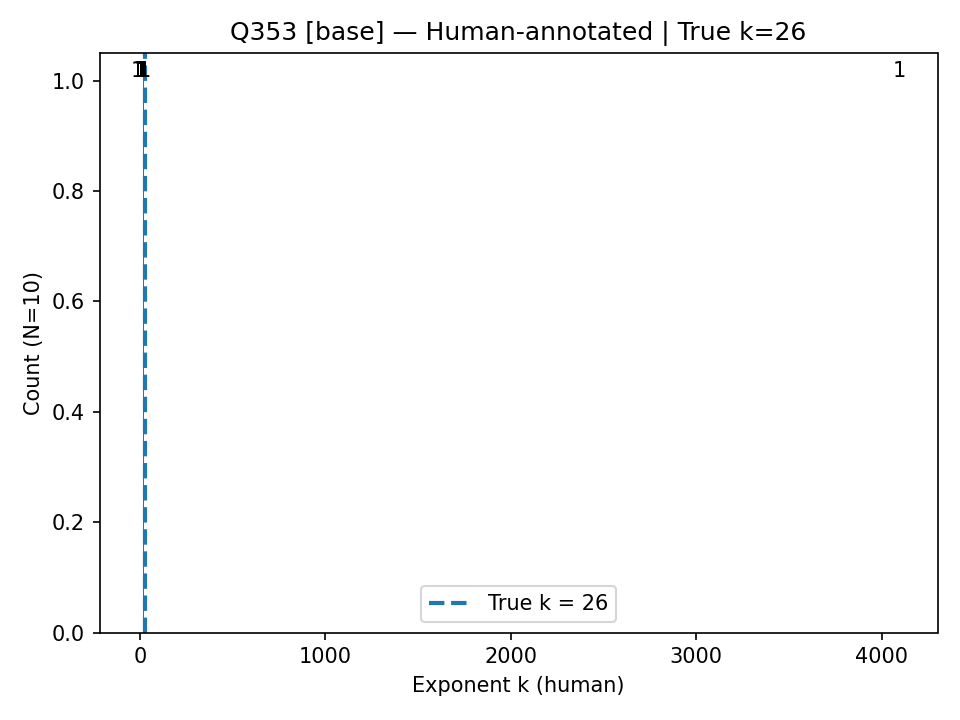 Q353 [base] — Human-annotated | True k=26
1
1.0
0.8
0.6
0.4
0.2
0.0
Count (N=10)
True k = 26
0 1000 2000 3000 4000
Exponent k (human)